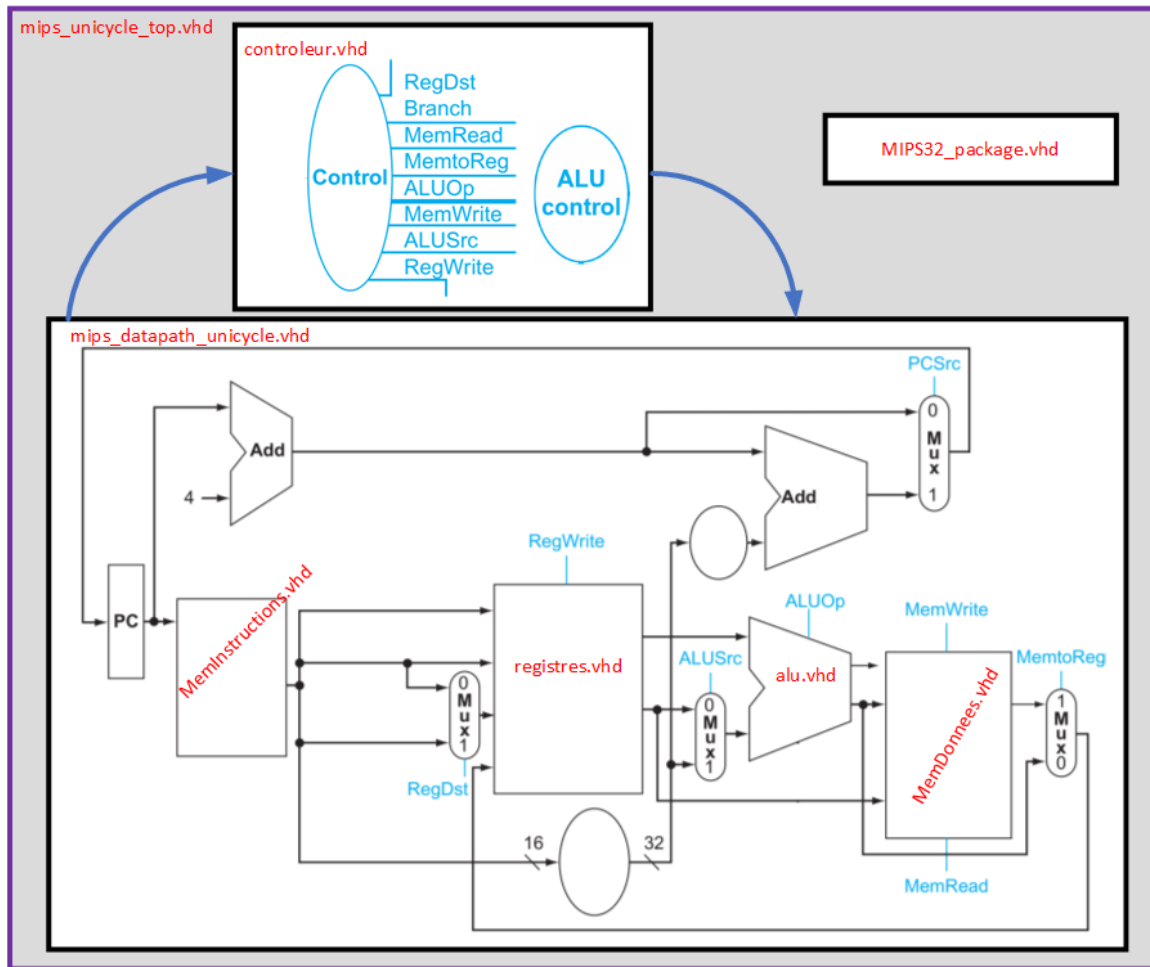 mips_unicycle_top.vhd
controleur.vhd
RegDst
Branch
MemRead
MemtoReg
ALUOp
MemWrite
ALUSrc
RegWrite
Control
ALU
control
MIPS32_package.vhd
mips_datapath_unicycle.vhd
PCSrc
0
Mux
1
Add
4
Add
PC
MemInstructions.vhd
RegWrite
registres.vhd
0
Mux
1
RegDst
ALUSrc
0
Mux
1
ALUOp
alu.vhd
MemWrite
MemDonnees.vhd
MemRead
MemtoReg
1
Mux
0
16
32